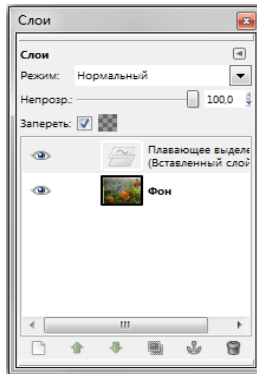 Слои
Слои
Режим: Нормальный
Непрозр.: 100,0
Запереть:
Плавающее выделе
(Вставленный слой
Фон